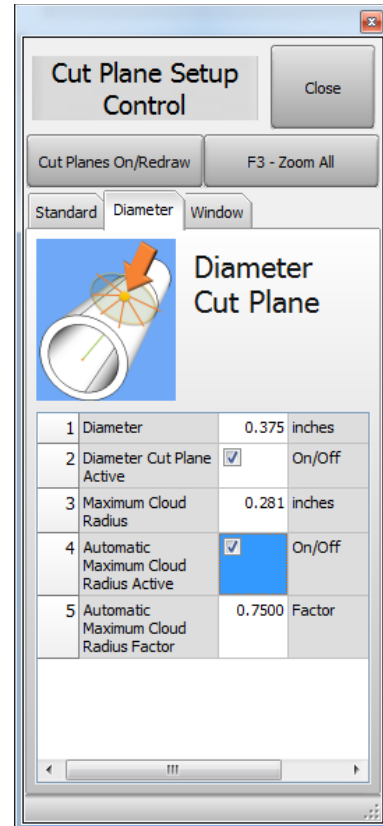 Cut Plane Setup
Control
Close
Cut Planes On/Redraw
F3 - Zoom All
Standard
Diameter
Window
Diameter
Cut Plane
1 Diameter 0.375 inches
2 Diameter Cut Plane On/Off
Active
3 Maximum Cloud 0.281 inches
Radius
4 Automatic On/Off
Maximum Cloud
Radius Active
5 Automatic 0.7500 Factor
Maximum Cloud
Radius Factor